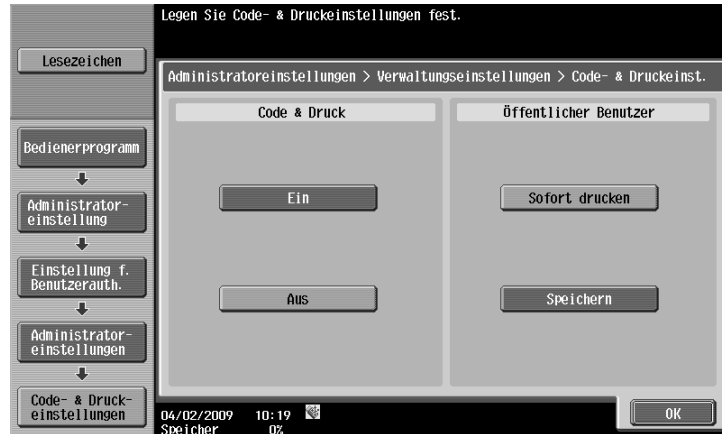 Legen Sie Code- & Druckeinstellungen fest.
Lesezeichen
Administratoreinstellungen > Verwaltungseinstellungen > Code- & Druckeinst.
Code & Druck
Öffentlicher Benutzer
Bedienerprogramm
Ein
Sofort drucken
Administrator-
einstellung
Einstellung f.
Benutzerauth.
Aus
Speichern
Administrator-
einstellungen
Code- & Druck-
einstellungen
04/02/2009 10:19
Speicher 0%
OK